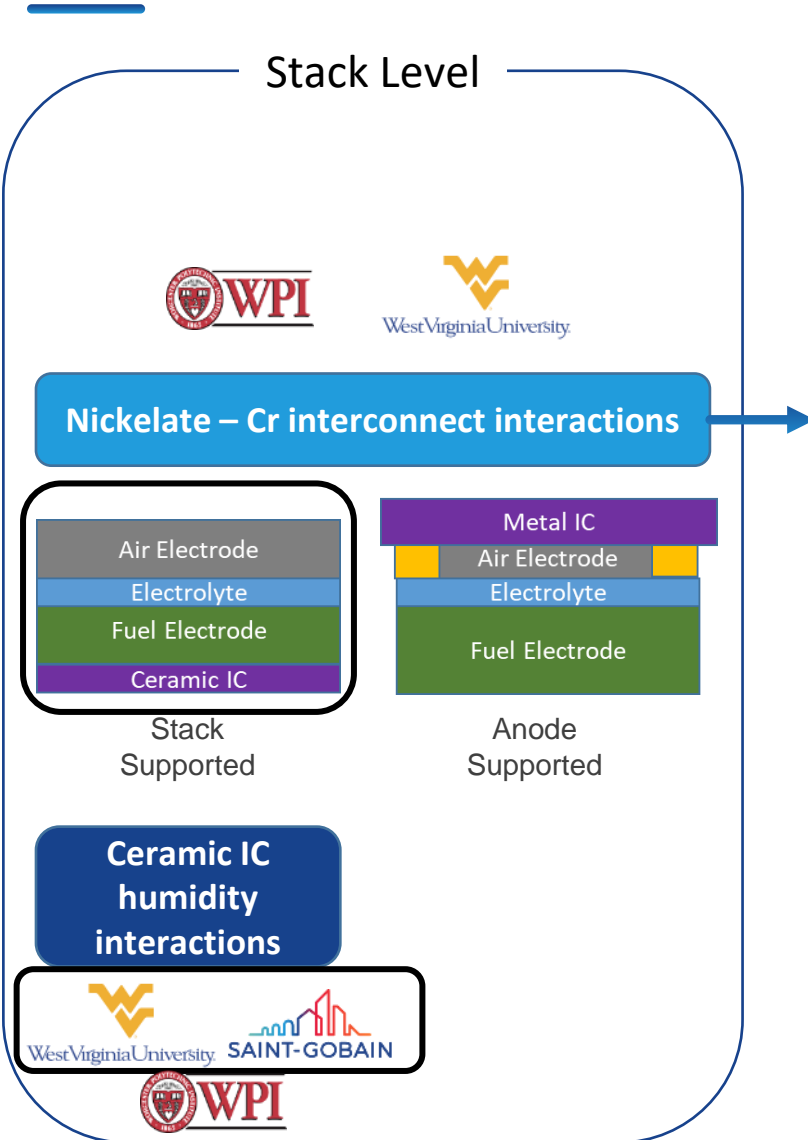 Stack Level
WPI
WestVirginiaUniversity.
Nickelate – Cr interconnect interactions
Air Electrode
Electrolyte
Fuel Electrode
Ceramic IC
Stack
Supported
Metal IC
Air Electrode
Electrolyte
Fuel Electrode
Anode
Supported
Ceramic IC
humidity
interactions
WestVirginiaUniversity.
SAINT-GOBAIN
WPI